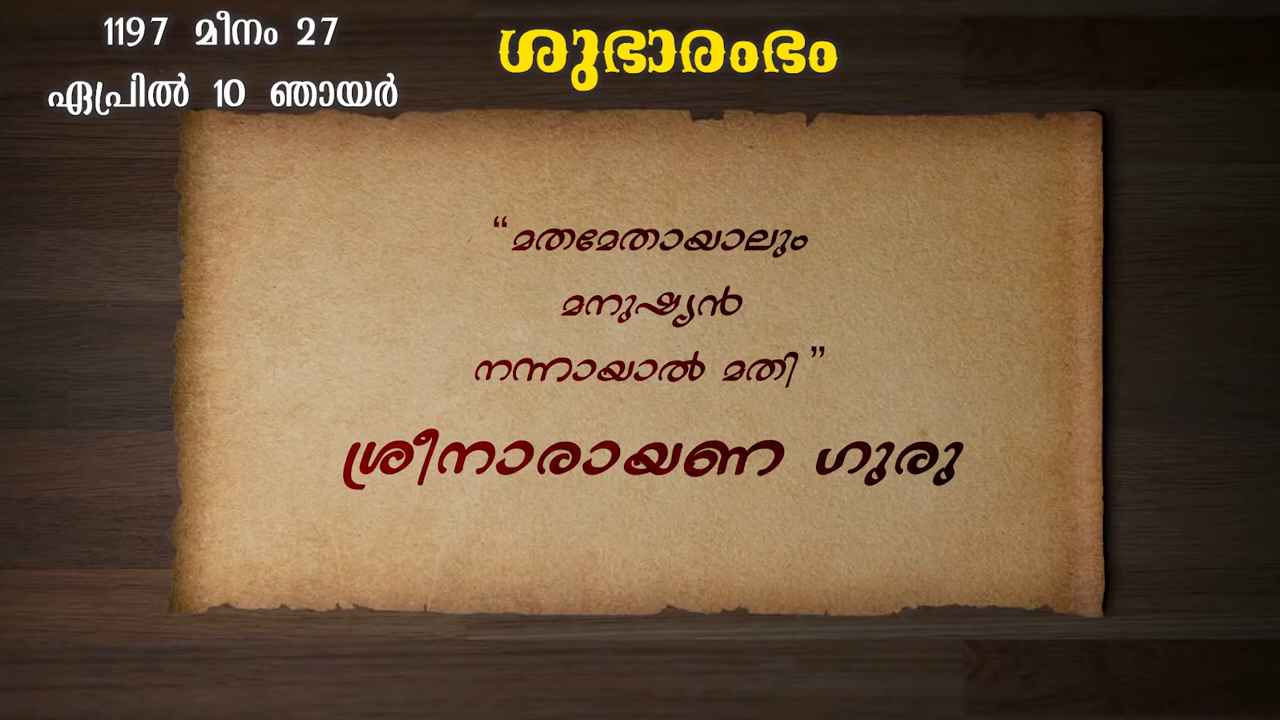 1197 മീനം 27
ഏപ്രിൽ 10 ഞായർ
ശുഭാരംഭം
“മതമേതായാലും
മനുഷ്യൻ
നന്നായാൽ മതി”
ശ്രീനാരായണ ഗുരു